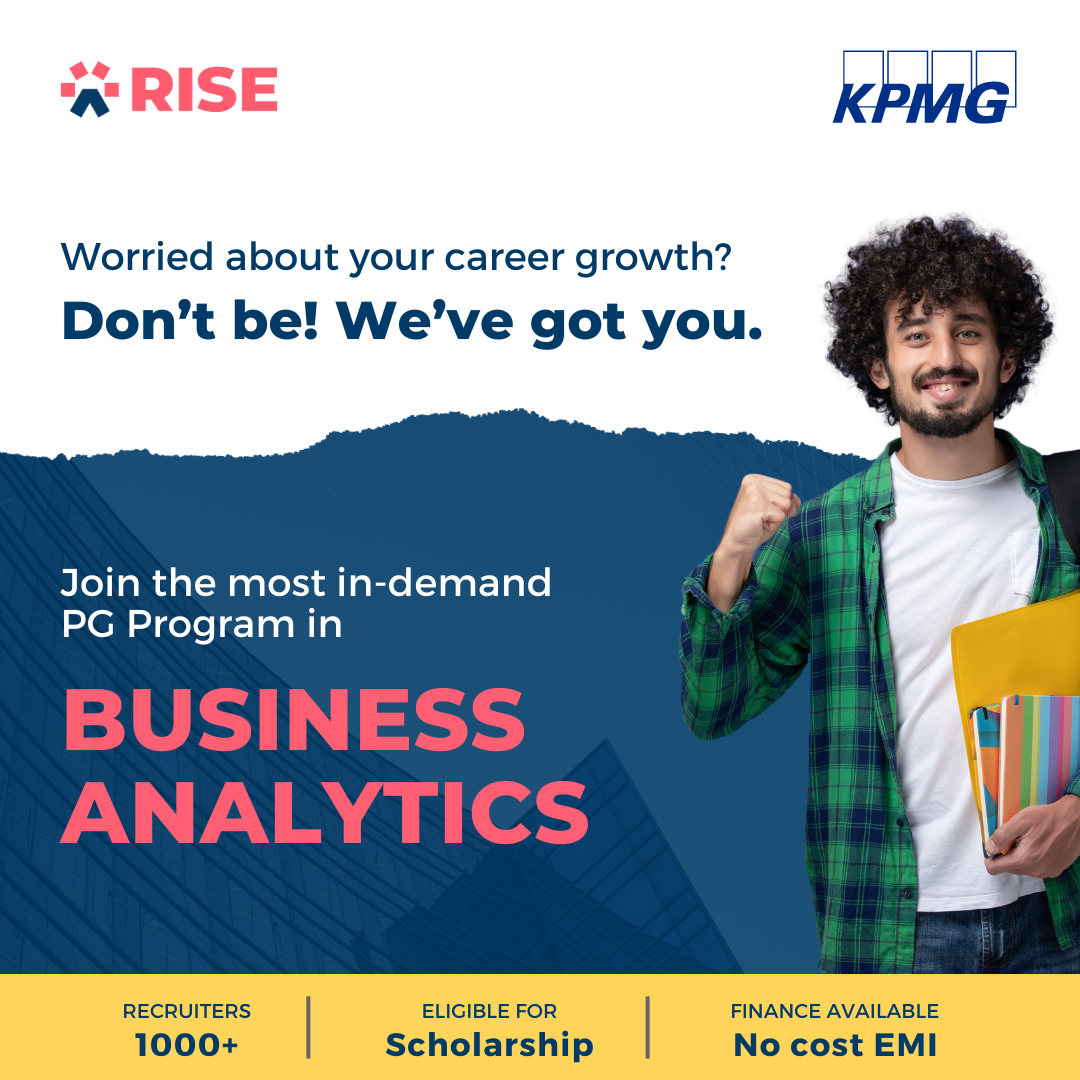 RISE
KPMG
Worried about your career growth?
Don’t be! We’ve got you.
Join the most in-demand
PG Program in
BUSINESS
ANALYTICS
RECRUITERS
1000+
ELIGIBLE FOR
Scholarship
FINANCE AVAILABLE
No cost EMI